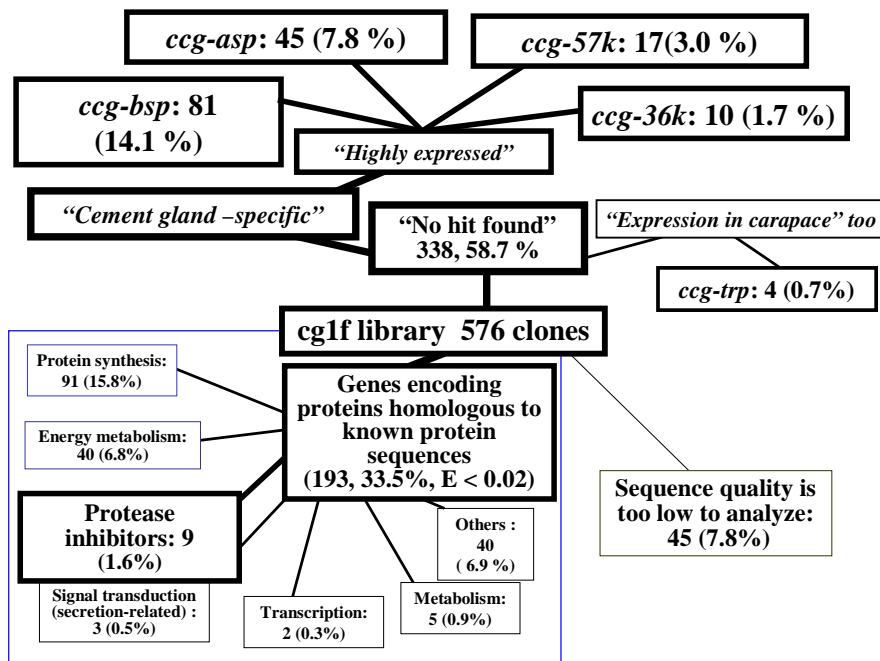 ccg-asp: 45 (7.8 %)
ccg-57k: 17(3.0 %)
ccg-bsp: 81
(14.1 %)
ccg-36k: 10 (1.7 %)
“Highly expressed”
“Cement gland –specific”
“No hit found”
338, 58.7 %
“Expression in carapace” too
ccg-trp: 4 (0.7%)
cg1f library 576 clones
Protein synthesis:
91 (15.8%)
Energy metabolism:
40 (6.8%)
Genes encoding
proteins homologous to
known protein
sequences
(193, 33.5%, E < 0.02)
Protease
inhibitors: 9
(1.6%)
Signal transduction
(secretion-related) :
3 (0.5%)
Transcription:
2 (0.3%)
Metabolism:
5 (0.9%)
Others :
40
( 6.9 %)
Sequence quality is
too low to analyze:
45 (7.8%)